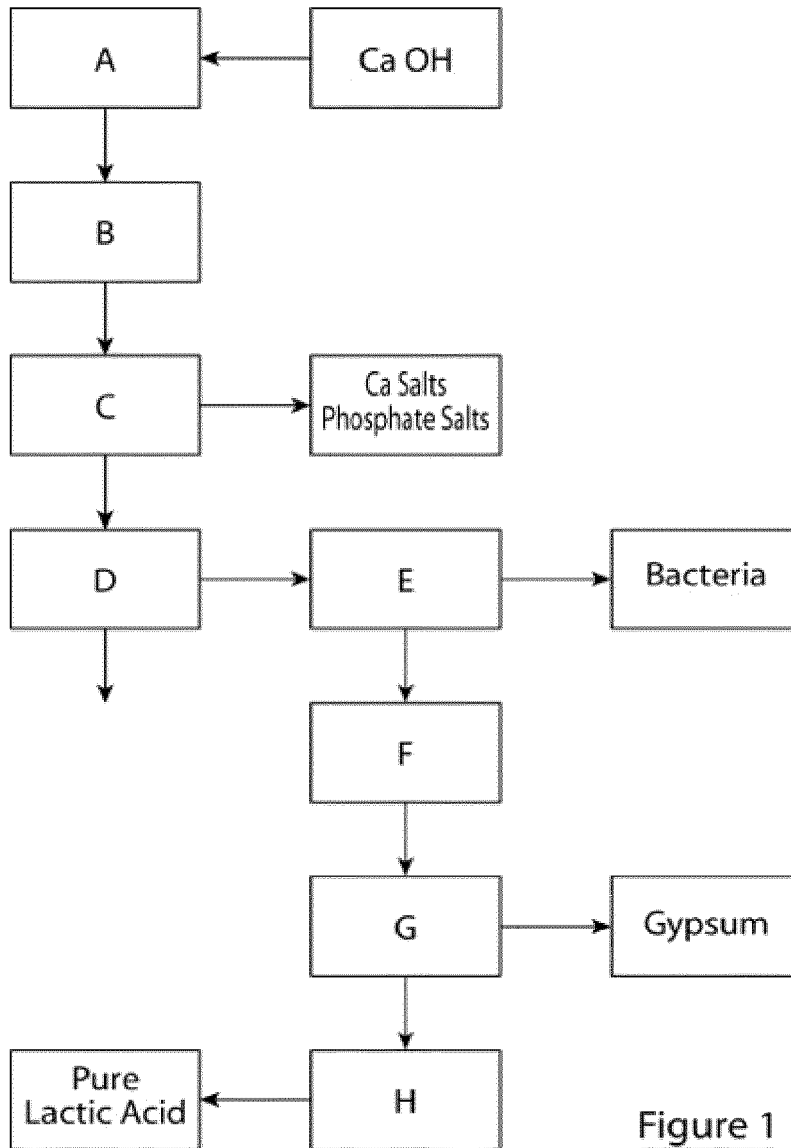 A
Ca OH
B
C
Ca Salts
Phosphate Salts
D
E
Bacteria
F
G
Gypsum
Pure
Lactic Acid
H
Figure 1